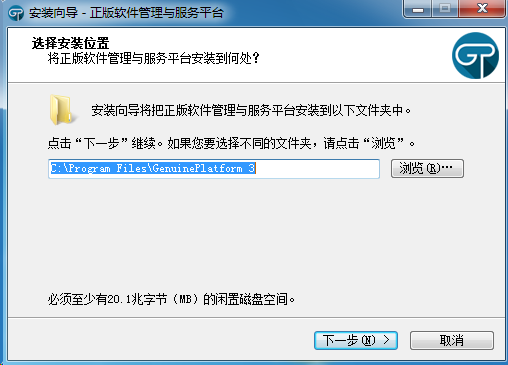 安装向导 - 正版软件管理与服务平台
选择安装位置
将正版软件管理与服务平台安装到何处?
GP
安装向导将把正版软件管理与服务平台安装到以下文件夹中。
点击“下一步”继续。如果您要选择不同的文件夹，请点击“浏览”。
C:\Program Files\GenuinePlatform 3
浏览(R)...
必须至少有20.1兆字节（MB）的闲置磁盘空间。
下一步(N) >
取消